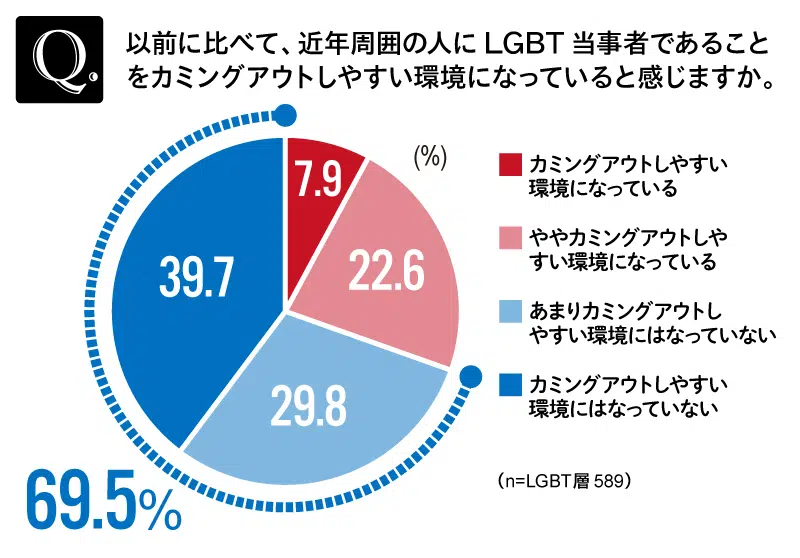 Q.
以前に比べて、近年周囲の人にLGBT当事者であること
をカミングアウトしやすい環境になっていると感じますか。
(%)
7.9
22.6
29.8
39.7
69.5%
カミングアウトしやすい
環境になっている
ややカミングアウトしや
すい環境になっている
あまりカミングアウトし
やすい環境にはなっていない
カミングアウトしやすい
環境にはなっていない
（n=LGBT層 589）